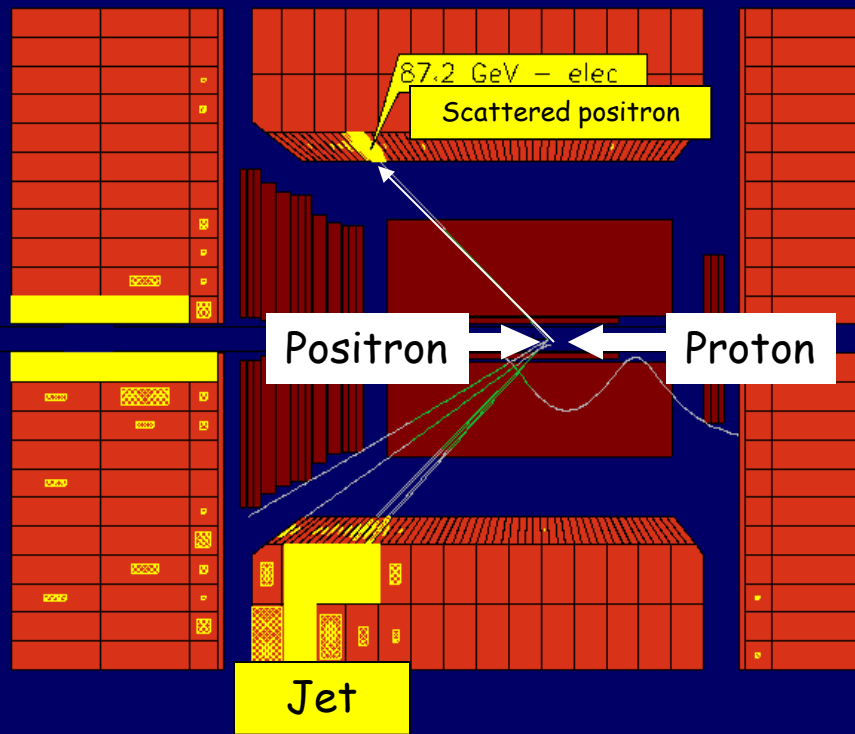 87.2 GeV - elec
Scattered positron
Positron
Proton
Jet